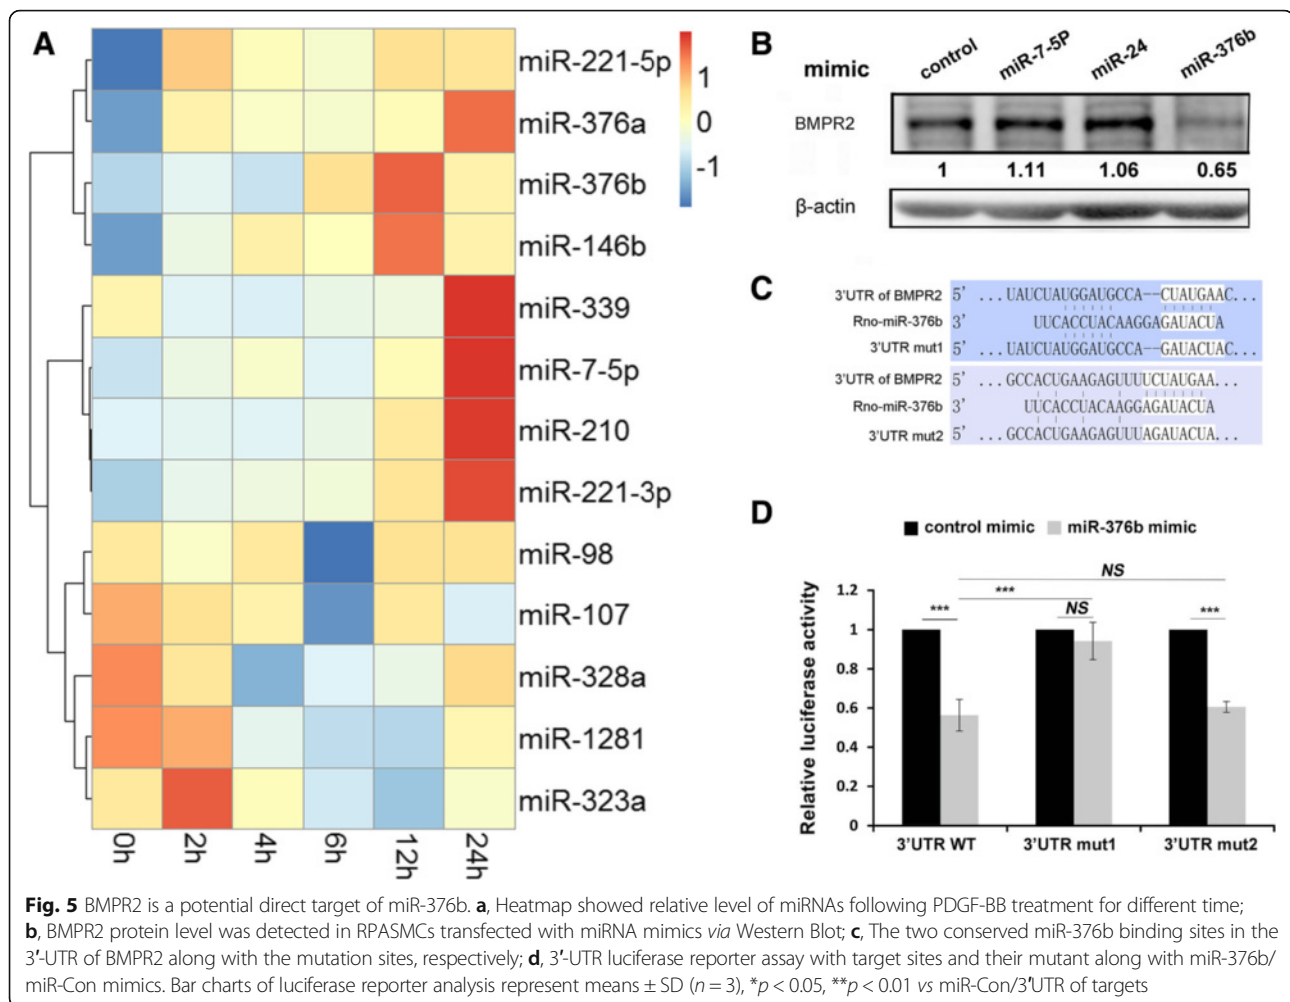 A
miR-221-5p
miR-376a
miR-376b
miR-146b
miR-339
miR-7-5p
miR-210
miR-221-3p
miR-98
miR-107
miR-328a
miR-1281
miR-323a
0h 2h 4h 6h 12h 24h
1
0
-1
B
mimic control miR-7-5P miR-24 miR-376b
BMPR2
1 1.11 1.06 0.65
β-actin
C
3'UTR of BMPR2 5' ...UAUCUAUGGAUGCCA--CUAUGAAC...
Rno-miR-376b 3' UUCACCUACAAGGAGAUACUA
3'UTR mut1 5' ...UAUCUAUGGAUGCCA--GAUACUAC...
3'UTR of BMPR2 5' ...GCCACUGAAGAGUUUUCUAUGAA...
Rno-miR-376b 3' UUCACCUACAAGGAGAUACUA
3'UTR mut2 5' ...GCCACUGAAGAGUUUAGAUACUA...
D
control mimic miR-376b mimic
NS
***
*** NS ***
Relative luciferase activity
1.2
1
0.8
0.6
0.4
0.2
0
3'UTR WT 3'UTR mut1 3'UTR mut2
Fig. 5 BMPR2 is a potential direct target of miR-376b. a, Heatmap showed relative level of miRNAs following PDGF-BB treatment for different time;
b, BMPR2 protein level was detected in RPASMCs transfected with miRNA mimics via Western Blot; c, The two conserved miR-376b binding sites in the
3′-UTR of BMPR2 along with the mutation sites, respectively; d, 3′-UTR luciferase reporter assay with target sites and their mutant along with miR-376b/
miR-Con mimics. Bar charts of luciferase reporter analysis represent means ± SD (n = 3), *p < 0.05, **p < 0.01 vs miR-Con/3′UTR of targets